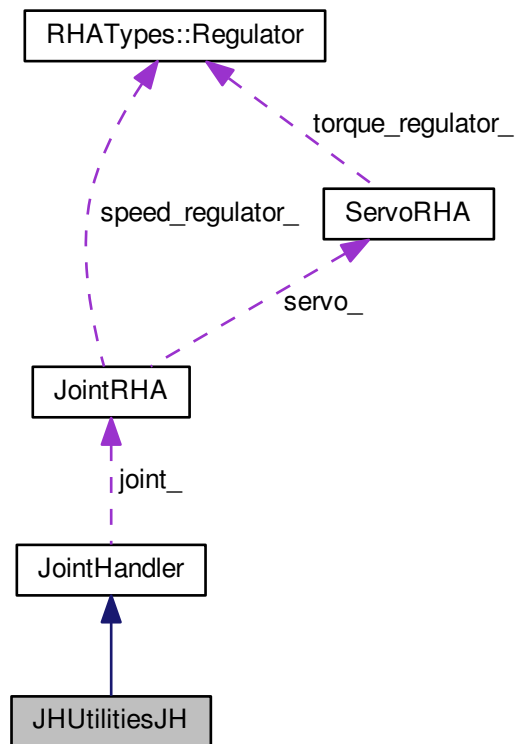 RHATypes::Regulator
torque_regulator_
ServoRHA
speed_regulator_
servo_
JointRHA
joint_
JointHandler
JHUtilitiesJH